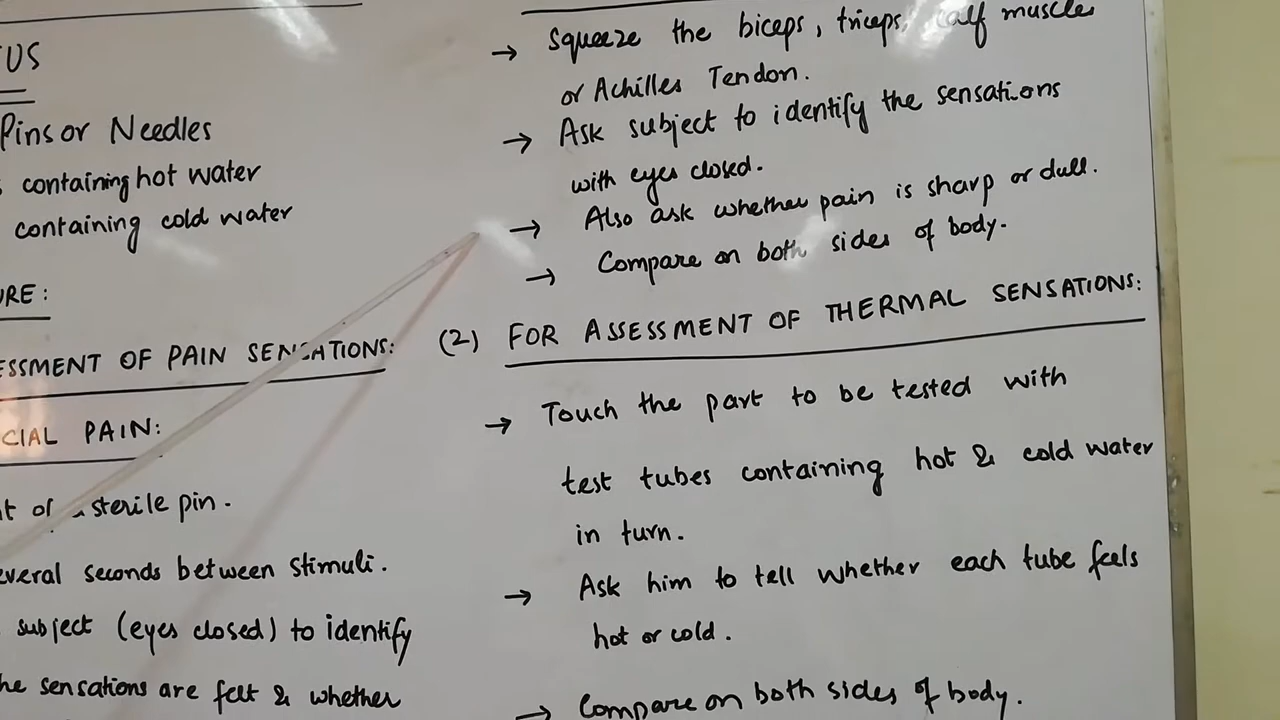 TUS
Pins or Needles
containing hot water
containing cold water
URE:
ESSMENT OF PAIN SENSATIONS:
CIAL PAIN:
of sterile pin.
several seconds between stimuli.
subject (eyes closed) to identify
the sensations are felt & whether
→ Squeeze the biceps, triceps, calf muscle
or Achilles Tendon.
→ Ask subject to identify the sensations
with eyes closed.
→ Also ask whether pain is sharp or dull.
→ Compare on both sides of body.
(2) FOR ASSESSMENT OF THERMAL SENSATIONS:
→ Touch the part to be tested with
test tubes containing hot & cold water
in turn.
→ Ask him to tell whether each tube feels
hot or cold.
→ Compare on both sides of body.